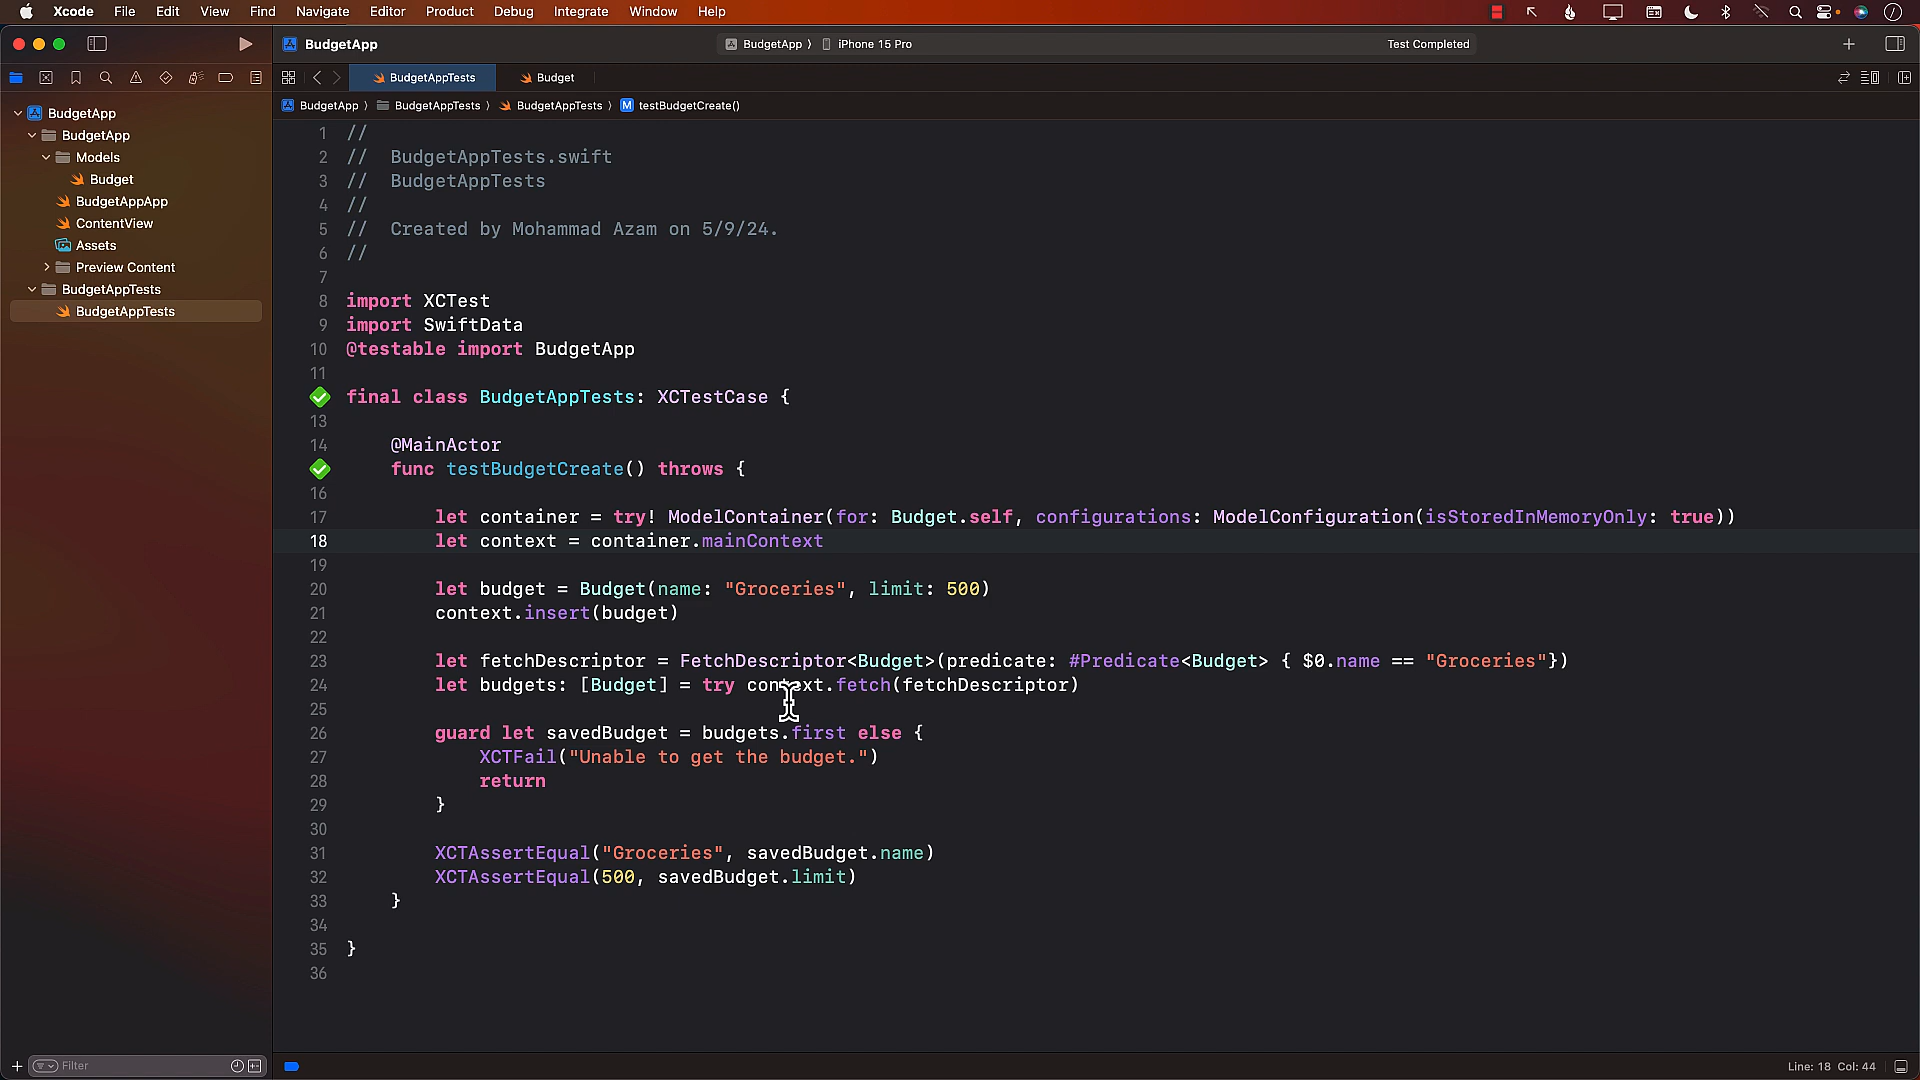 Xcode File Edit View Find Navigate Editor Product Debug Integrate Window Help
BudgetApp
BudgetApp 〉 iPhone 15 Pro
Test Completed
BudgetAppTests
Budget
BudgetApp 〉 BudgetAppTests 〉 BudgetAppTests 〉 M testBudgetCreate()
BudgetApp
BudgetApp
Models
Budget
BudgetAppApp
ContentView
Assets
Preview Content
BudgetAppTests
BudgetAppTests
1 //
2 //  BudgetAppTests.swift
3 //  BudgetAppTests
4 //
5 //  Created by Mohammad Azam on 5/9/24.
6 //
7
8 import XCTest
9 import SwiftData
10 @testable import BudgetApp
11
final class BudgetAppTests: XCTestCase {
13
14     @MainActor
    func testBudgetCreate() throws {
16
17         let container = try! ModelContainer(for: Budget.self, configurations: ModelConfiguration(isStoredInMemoryOnly: true))
18         let context = container.mainContext
19
20         let budget = Budget(name: "Groceries", limit: 500)
21         context.insert(budget)
22
23         let fetchDescriptor = FetchDescriptor<Budget>(predicate: #Predicate<Budget> { $0.name == "Groceries"})
24         let budgets: [Budget] = try context.fetch(fetchDescriptor)
25
26         guard let savedBudget = budgets.first else {
27             XCTFail("Unable to get the budget.")
28             return
29         }
30
31         XCTAssertEqual("Groceries", savedBudget.name)
32         XCTAssertEqual(500, savedBudget.limit)
33     }
34
35 }
36
Filter
Line: 18 Col: 44